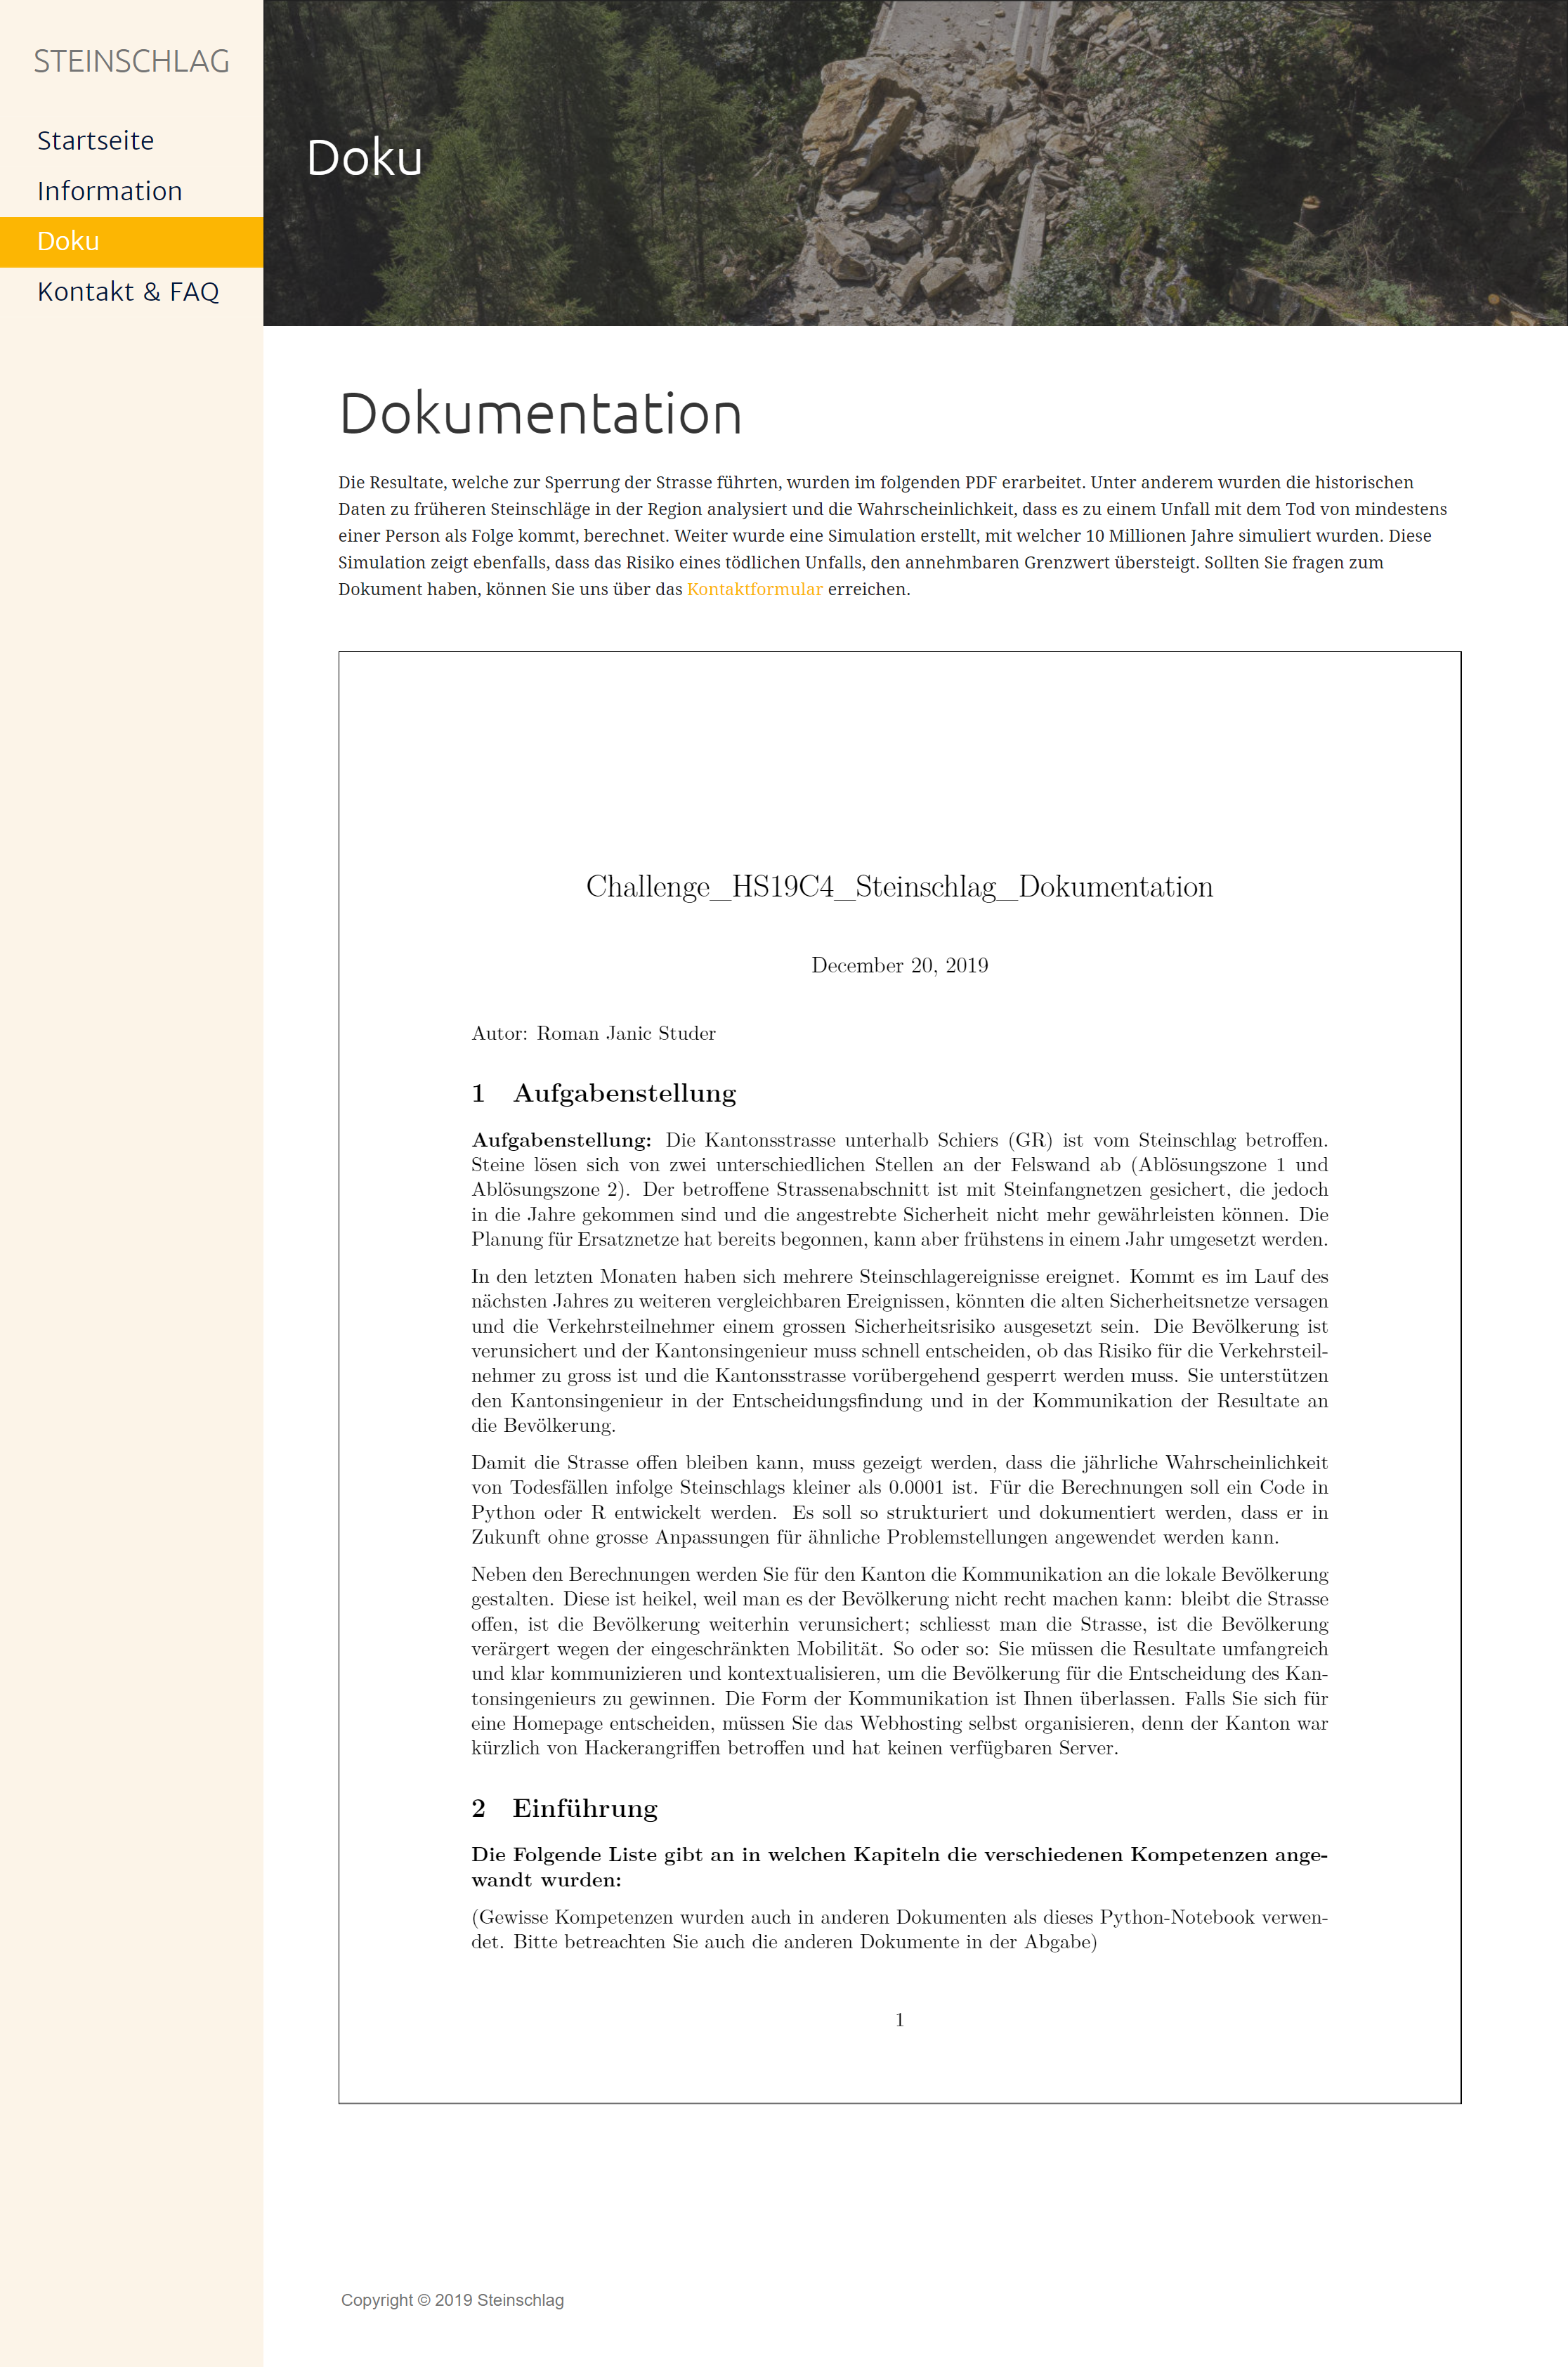 STEINSCHLAG
Startseite
Information
Doku
Kontakt & FAQ
Doku
Dokumentation
Die Resultate, welche zur Sperrung der Strasse führten, wurden im folgenden PDF erarbeitet. Unter anderem wurden die historischen
Daten zu früheren Steinschläge in der Region analysiert und die Wahrscheinlichkeit, dass es zu einem Unfall mit dem Tod von mindestens
einer Person als Folge kommt, berechnet. Weiter wurde eine Simulation erstellt, mit welcher 10 Millionen Jahre simuliert wurden. Diese
Simulation zeigt ebenfalls, dass das Risiko eines tödlichen Unfalls, den annehmbaren Grenzwert übersteigt. Sollten Sie fragen zum
Dokument haben, können Sie uns über das Kontaktformular erreichen.
Challenge_HS19C4_Steinschlag_Dokumentation
December 20, 2019
Autor: Roman Janic Studer
1 Aufgabenstellung
Aufgabenstellung: Die Kantonsstrasse unterhalb Schiers (GR) ist vom Steinschlag betroffen.
Steine lösen sich von zwei unterschiedlichen Stellen an der Felswand ab (Ablösungszone 1 und
Ablösungszone 2). Der betroffene Strassenabschnitt ist mit Steinfangnetzen gesichert, die jedoch
in die Jahre gekommen sind und die angestrebte Sicherheit nicht mehr gewährleisten können. Die
Planung für Ersatznetze hat bereits begonnen, kann aber frühstens in einem Jahr umgesetzt werden.
In den letzten Monaten haben sich mehrere Steinschlagereignisse ereignet. Kommt es im Lauf des
nächsten Jahres zu weiteren vergleichbaren Ereignissen, könnten die alten Sicherheitsnetze versagen
und die Verkehrsteilnehmer einem grossen Sicherheitsrisiko ausgesetzt sein. Die Bevölkerung ist
verunsichert und der Kantonsingenieur muss schnell entscheiden, ob das Risiko für die Verkehrsteil-
nehmer zu gross ist und die Kantonsstrasse vorübergehend gesperrt werden muss. Sie unterstützen
den Kantonsingenieur in der Entscheidungsfindung und in der Kommunikation der Resultate an
die Bevölkerung.
Damit die Strasse offen bleiben kann, muss gezeigt werden, dass die jährliche Wahrscheinlichkeit
von Todesfällen infolge Steinschlags kleiner als 0.0001 ist. Für die Berechnungen soll ein Code in
Python oder R entwickelt werden. Es soll so strukturiert und dokumentiert werden, dass er in
Zukunft ohne grosse Anpassungen für ähnliche Problemstellungen angewendet werden kann.
Neben den Berechnungen werden Sie für den Kanton die Kommunikation an die lokale Bevölkerung
gestalten. Diese ist heikel, weil man es der Bevölkerung nicht recht machen kann: bleibt die Strasse
offen, ist die Bevölkerung weiterhin verunsichert; schliesst man die Strasse, ist die Bevölkerung
verärgert wegen der eingeschränkten Mobilität. So oder so: Sie müssen die Resultate umfangreich
und klar kommunizieren und kontextualisieren, um die Bevölkerung für die Entscheidung des Kan-
tonsingenieurs zu gewinnen. Die Form der Kommunikation ist Ihnen überlassen. Falls Sie sich für
eine Homepage entscheiden, müssen Sie das Webhosting selbst organisieren, denn der Kanton war
kürzlich von Hackerangriffen betroffen und hat keinen verfügbaren Server.
2 Einführung
Die Folgende Liste gibt an in welchen Kapiteln die verschiedenen Kompetenzen ange-
wandt wurden:
(Gewisse Kompetenzen wurden auch in anderen Dokumenten als dieses Python-Notebook verwen-
det. Bitte betreachten Sie auch die anderen Dokumente in der Abgabe)
1
Copyright © 2019 Steinschlag